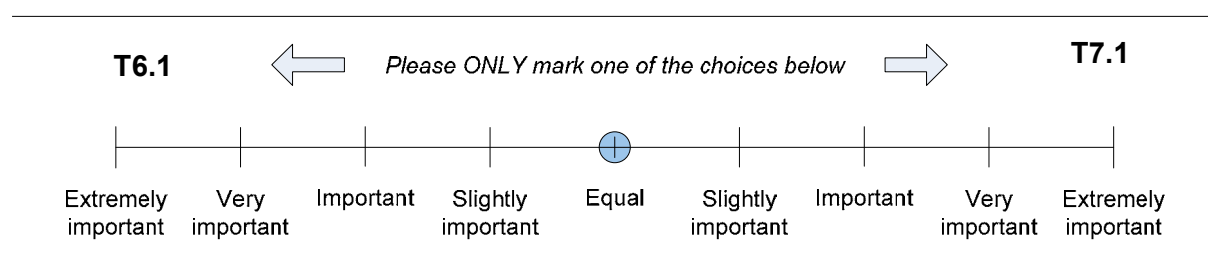 T6.1
Please ONLY mark one of the choices below
T7.1
Extremely important
Very important
Important
Slightly important
Equal
Slightly important
Important
Very important
Extremely important